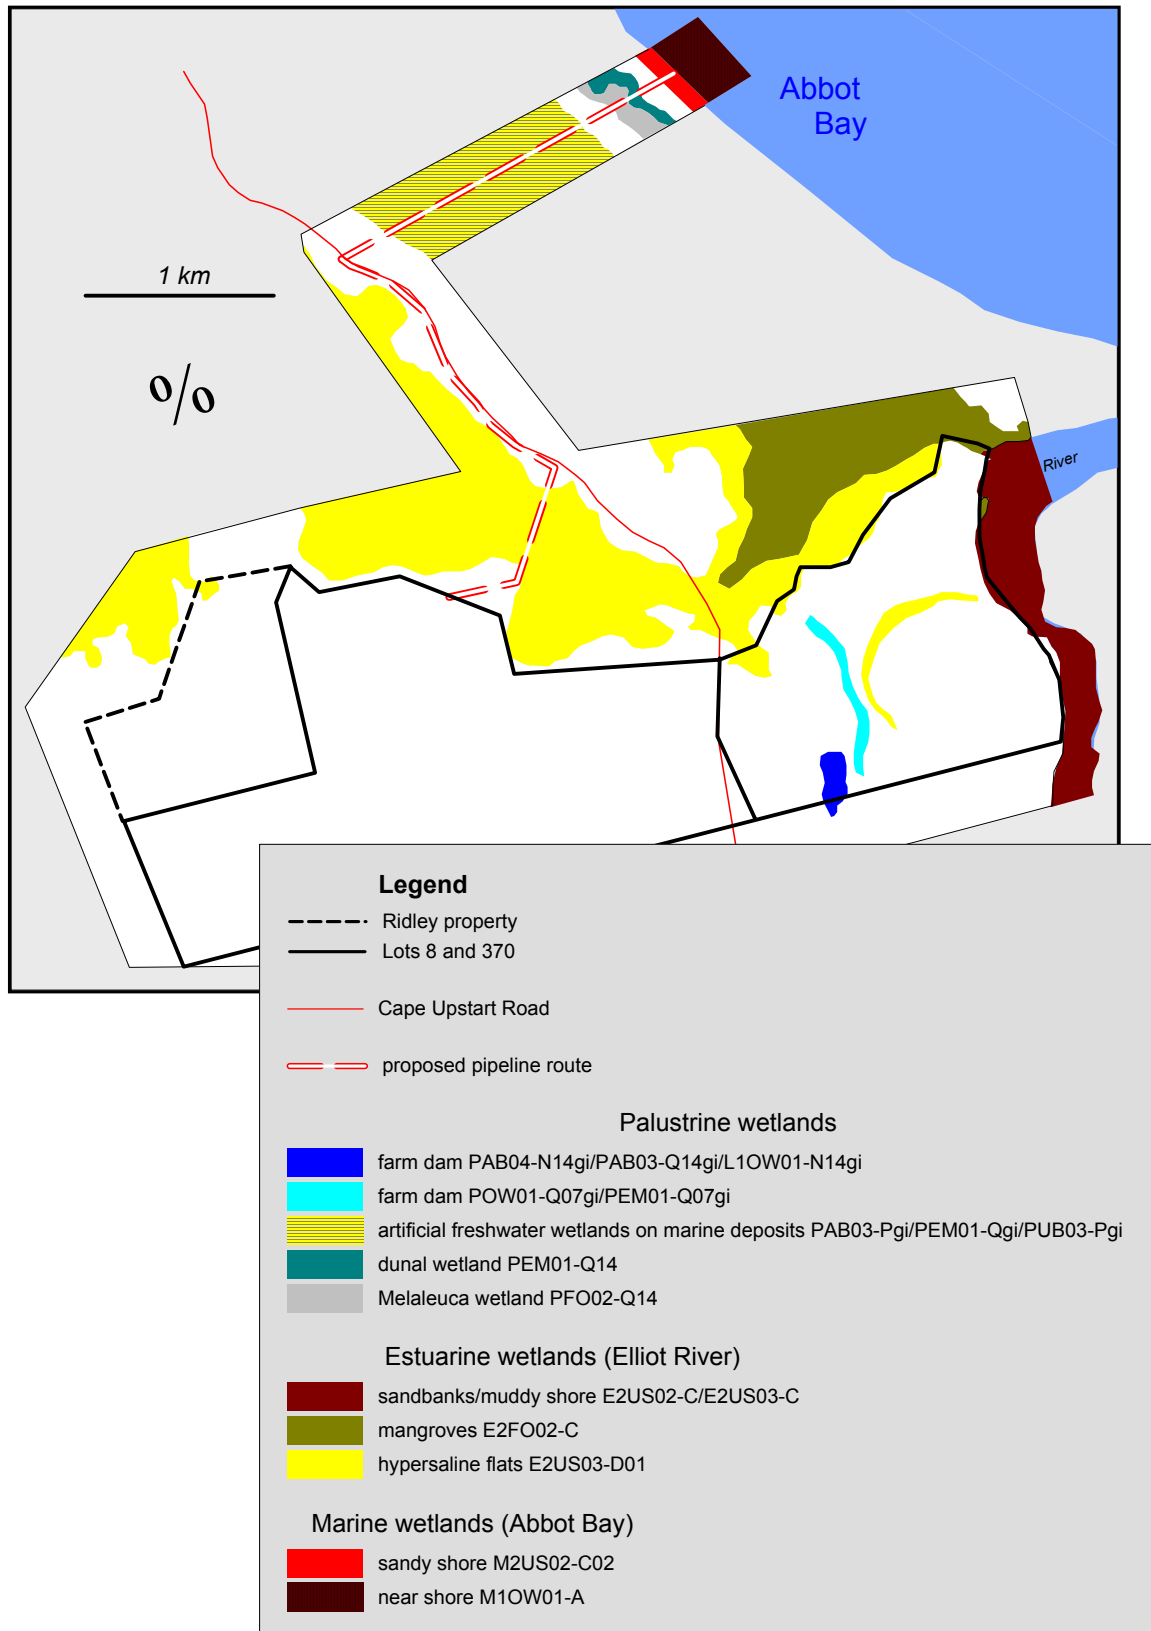 Abbot
Bay
1 km
%
River
Legend
Ridley property
Lots 8 and 370
Cape Upstart Road
proposed pipeline route
Palustrine wetlands
farm dam PAB04-N14gi/PAB03-Q14gi/L1OW01-N14gi
farm dam POW01-Q07gi/PEM01-Q07gi
artificial freshwater wetlands on marine deposits PAB03-Pgi/PEM01-Qgi/PUB03-Pgi
dunal wetland PEM01-Q14
Melaleuca wetland PFO02-Q14
Estuarine wetlands (Elliot River)
sandbanks/muddy shore E2US02-C/E2US03-C
mangroves E2FO02-C
hypersaline flats E2US03-D01
Marine wetlands (Abbot Bay)
sandy shore M2US02-C02
near shore M1OW01-A